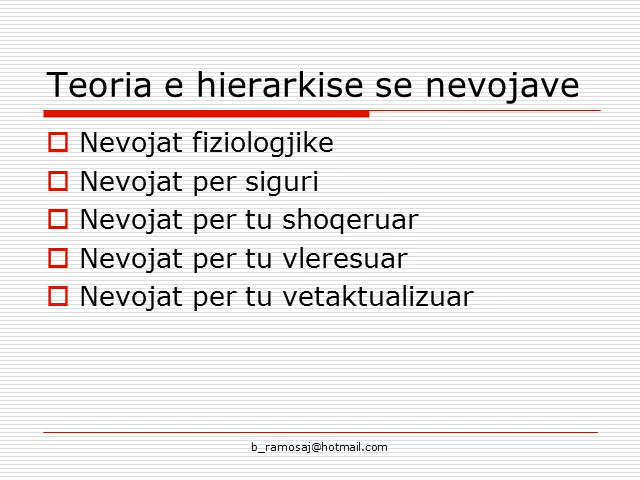 Teoria e hierarkise se nevojave
Nevojat fiziologjike
Nevojat per siguri
Nevojat per tu shoqeruar
Nevojat per tu vleresuar
Nevojat per tu vetaktualizuar
b_ramosaj@hotmail.com